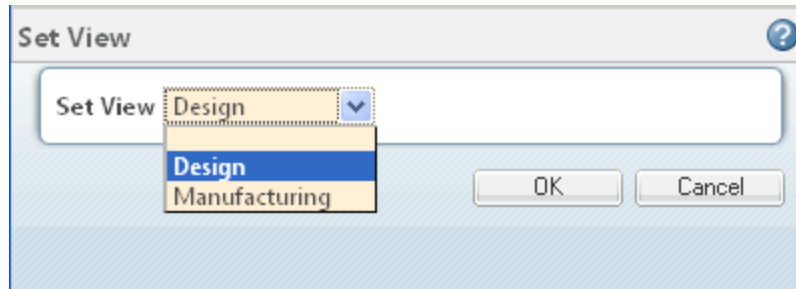 Set View
?
Set View Design
Design
Manufacturing
OK Cancel